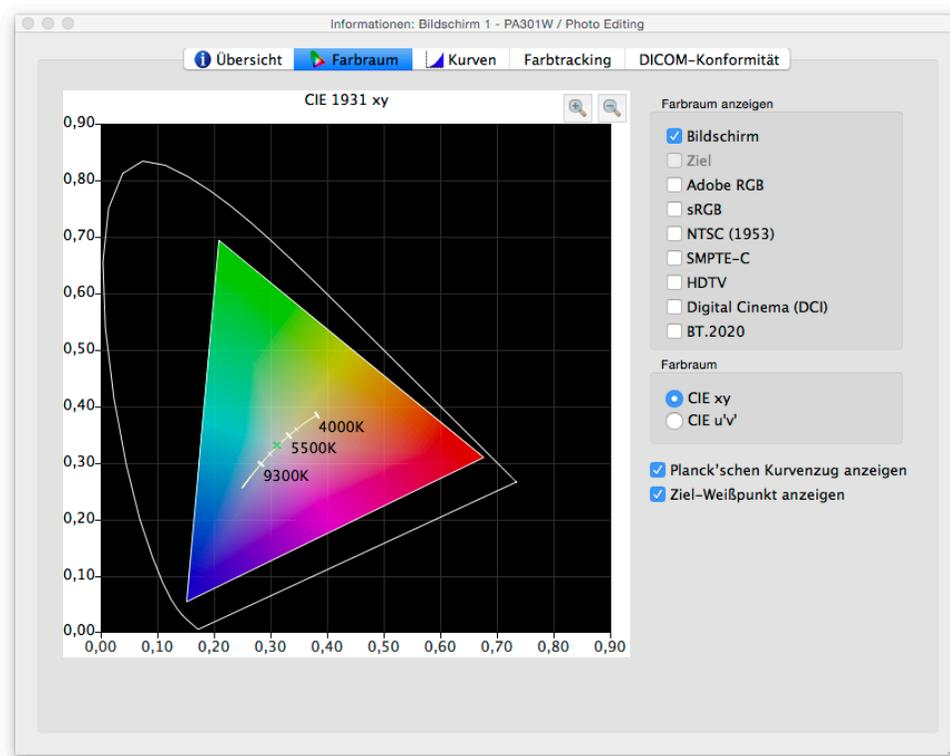 Informationen: Bildschirm 1 - PA301W / Photo Editing
Übersicht
Farbraum
Kurven
Farbtracking
DICOM-Konformität
CIE 1931 xy
0,90
0,80
0,70
0,60
0,50
0,40
0,30
0,20
0,10
0,00
4000K
5500K
9300K
0,00 0,10 0,20 0,30 0,40 0,50 0,60 0,70 0,80 0,90
Farbraum anzeigen
Bildschirm
Ziel
Adobe RGB
sRGB
NTSC (1953)
SMPTE-C
HDTV
Digital Cinema (DCI)
BT.2020
Farbraum
CIE xy
CIE u'v'
Planck'schen Kurvenzug anzeigen
Ziel-Weißpunkt anzeigen